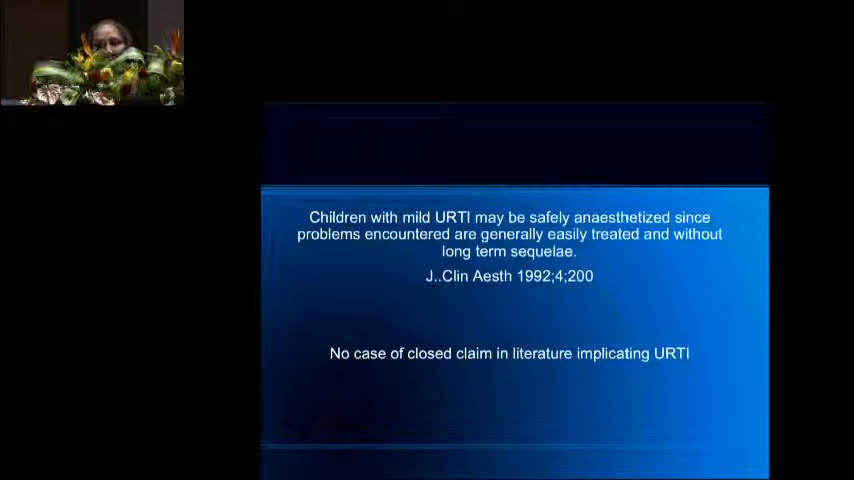 Children with mild URTI may be safely anaesthetized since
problems encountered are generally easily treated and without
long term sequelae.
J..Clin Aesth 1992;4;200
No case of closed claim in literature implicating URTI